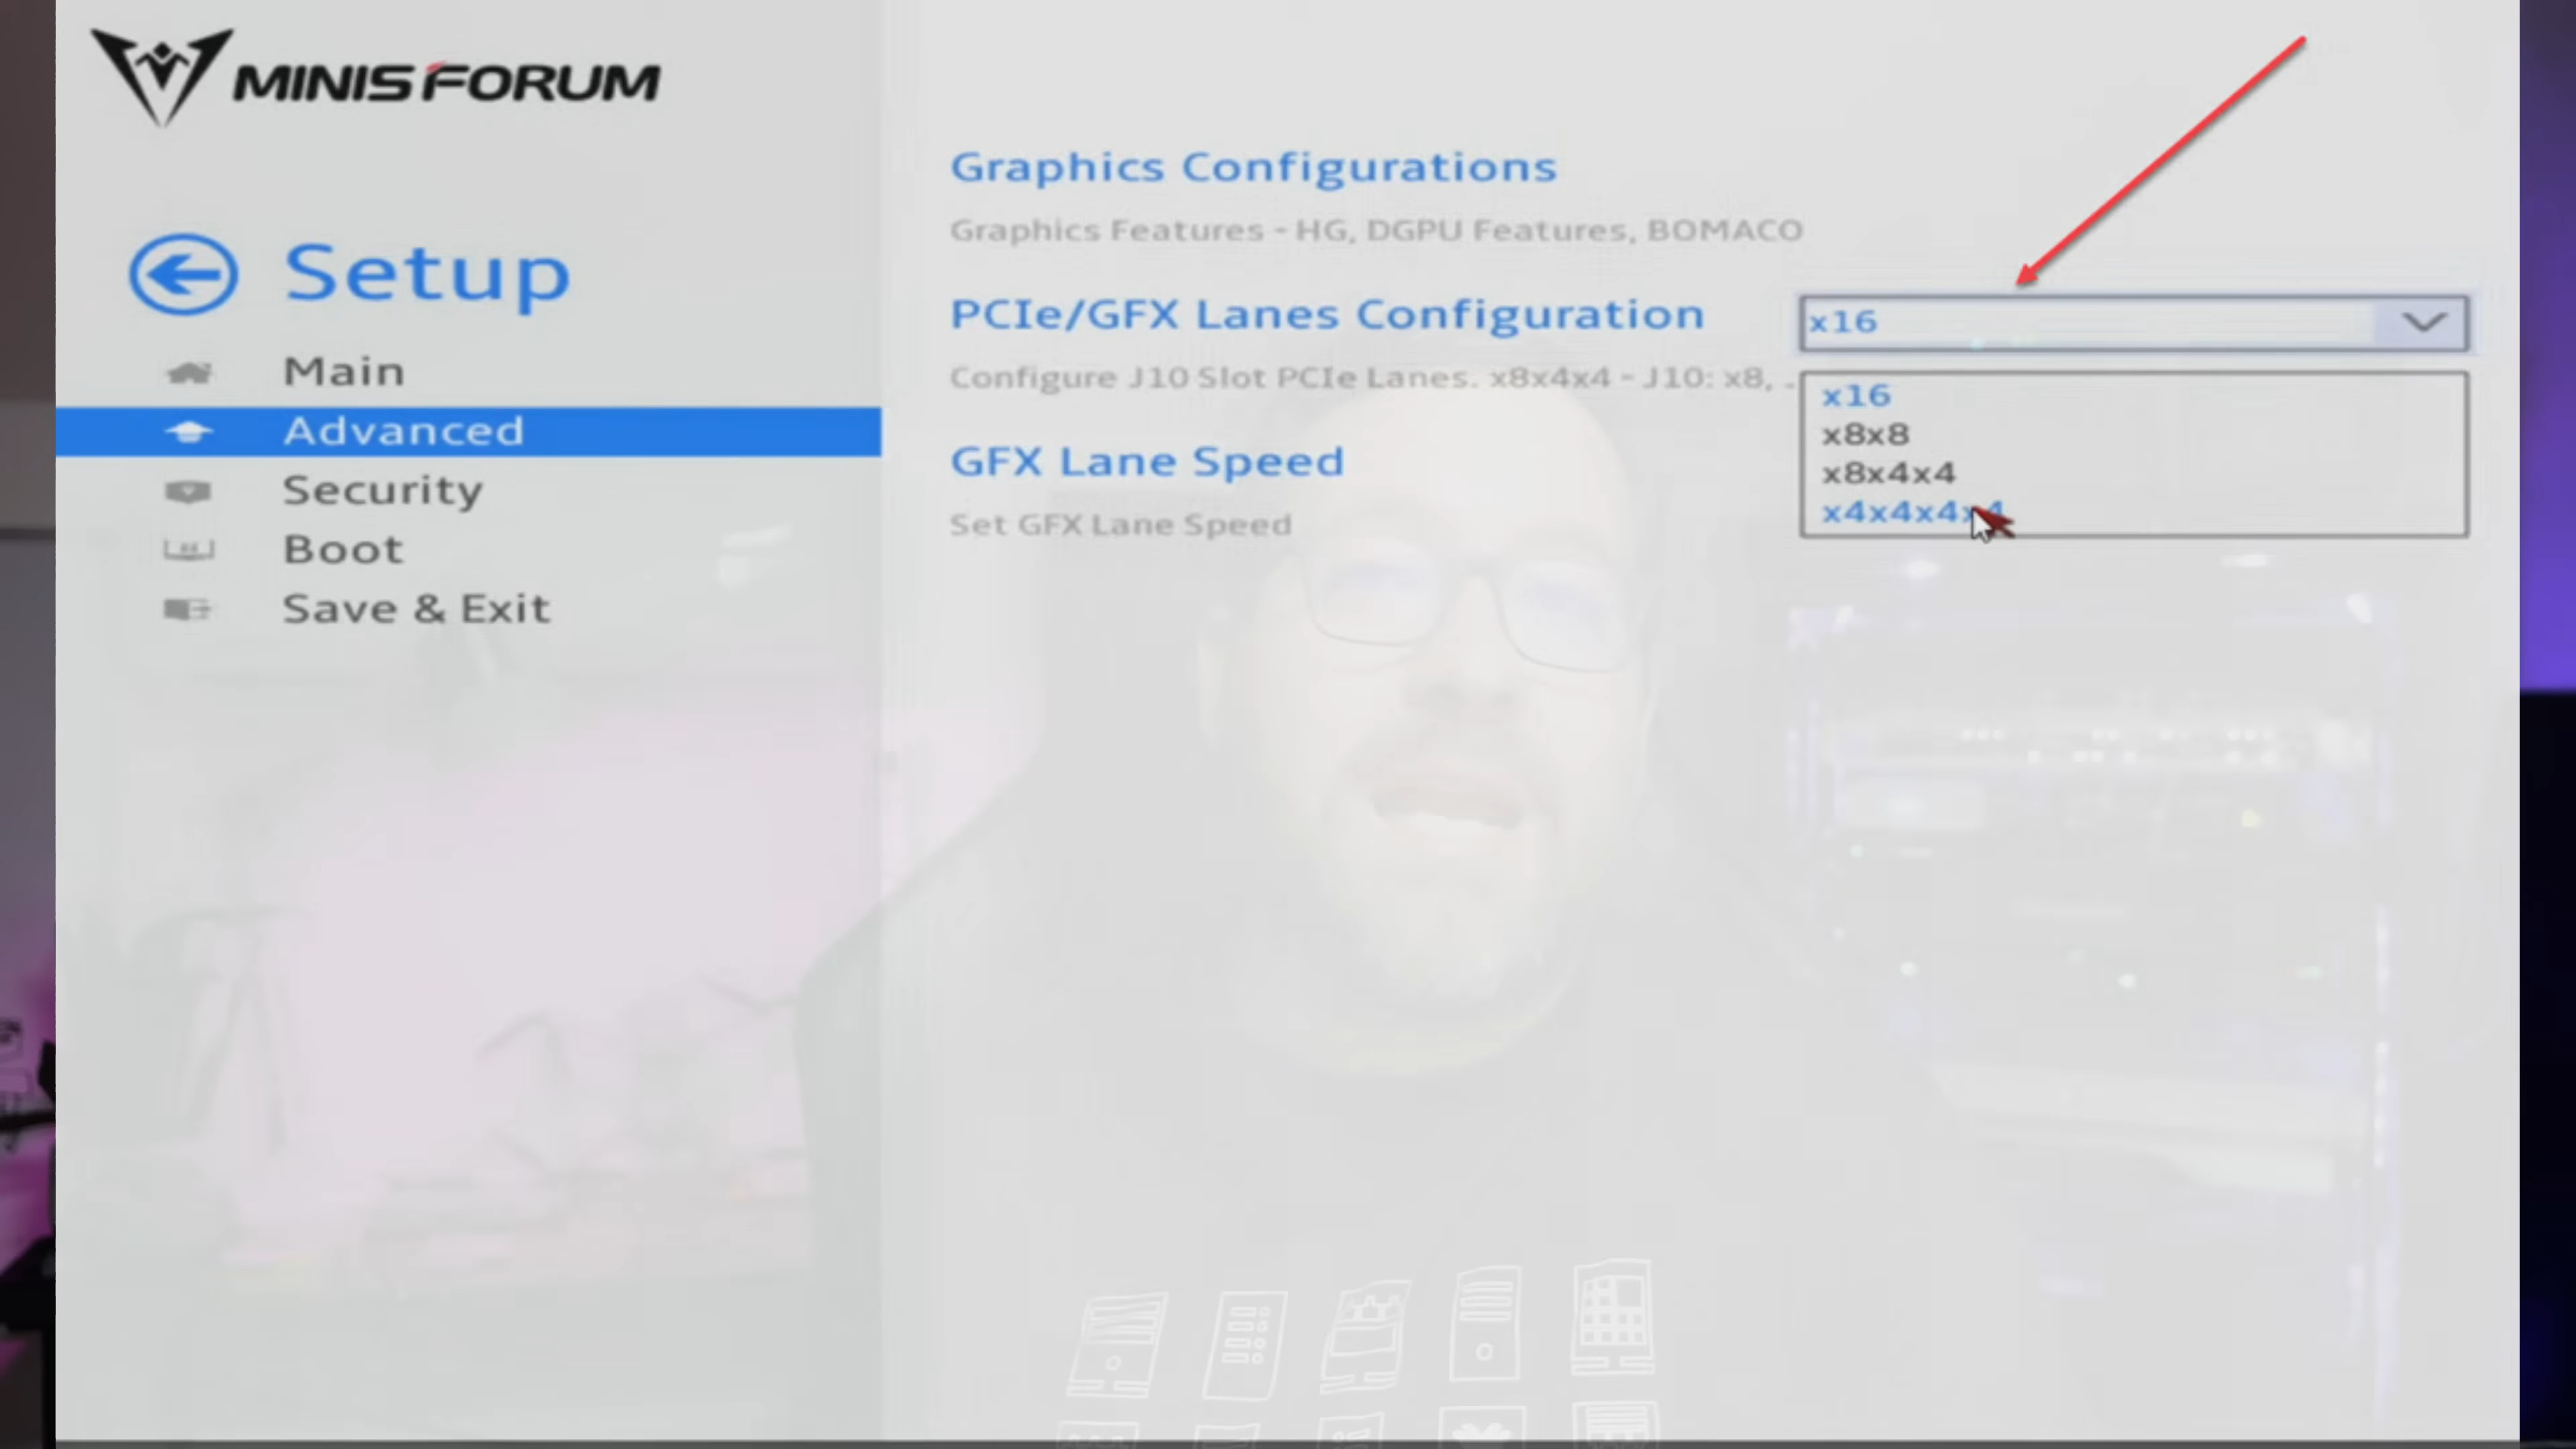 MINISFORUM
Setup
Main
Advanced
Security
Boot
Save & Exit
Graphics Configurations
Graphics Features - HG, DGPU Features, BOMACO
PCIe/GFX Lanes Configuration
x16
Configure J10 Slot PCIe Lanes. x8x4x4 - J10: x8, ..
x16
x8x8
x8x4x4
x4x4x4x4
GFX Lane Speed
Set GFX Lane Speed